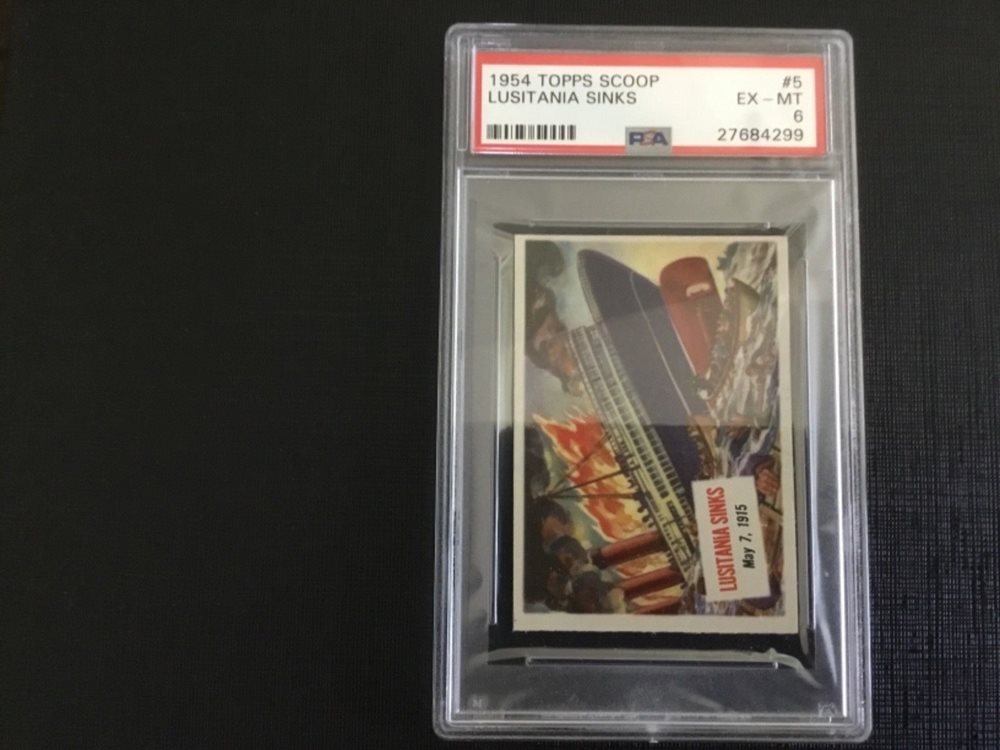 1954 TOPPS SCOOP #5
LUSITANIA SINKS EX - MT
6
PSA 27684299
LUSITANIA SINKS
May 7, 1915